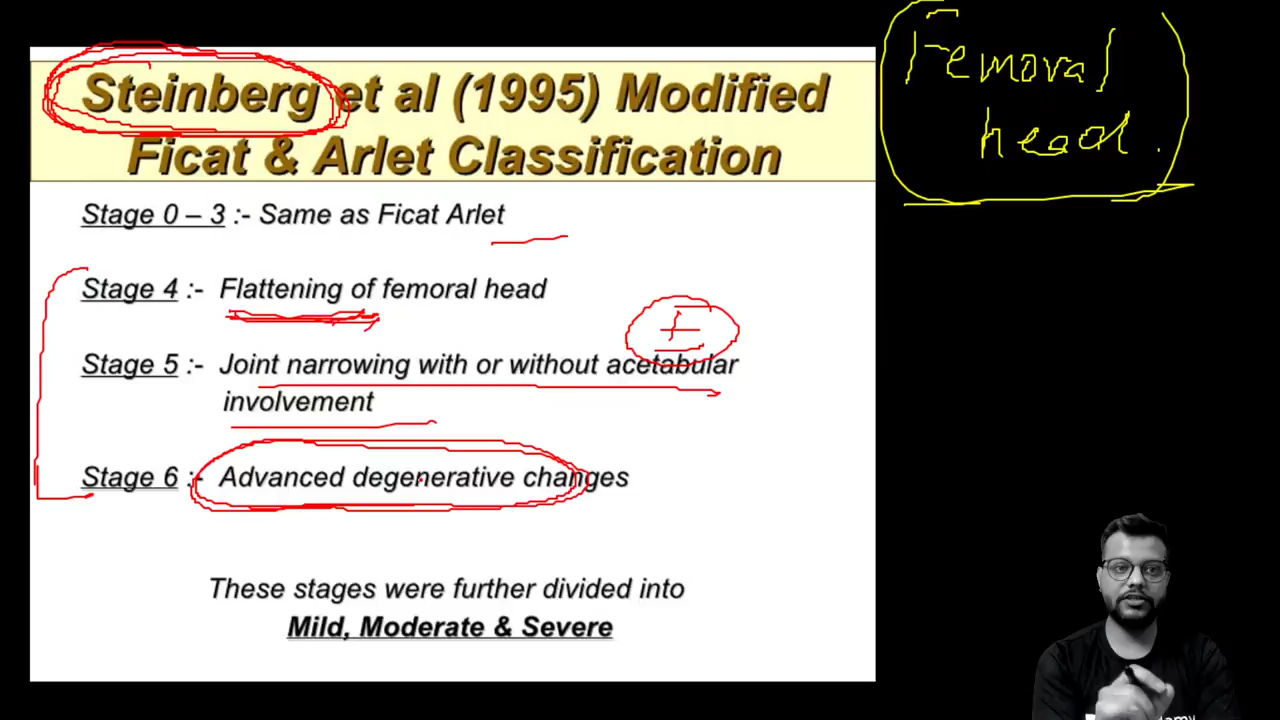 Steinberg et al (1995) Modified
Ficat & Arlet Classification
Stage 0 – 3 :- Same as Ficat Arlet
Stage 4 :- Flattening of femoral head
Stage 5 :- Joint narrowing with or without acetabular
involvement
Stage 6 :- Advanced degenerative changes
These stages were further divided into
Mild, Moderate & Severe
Femoral
head.
±